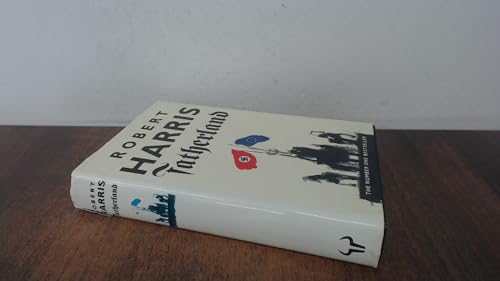 ROBERT
HARRIS
Fatherland
THE NUMBER ONE BESTSELLER
ROBERT
HARRIS
Fatherland